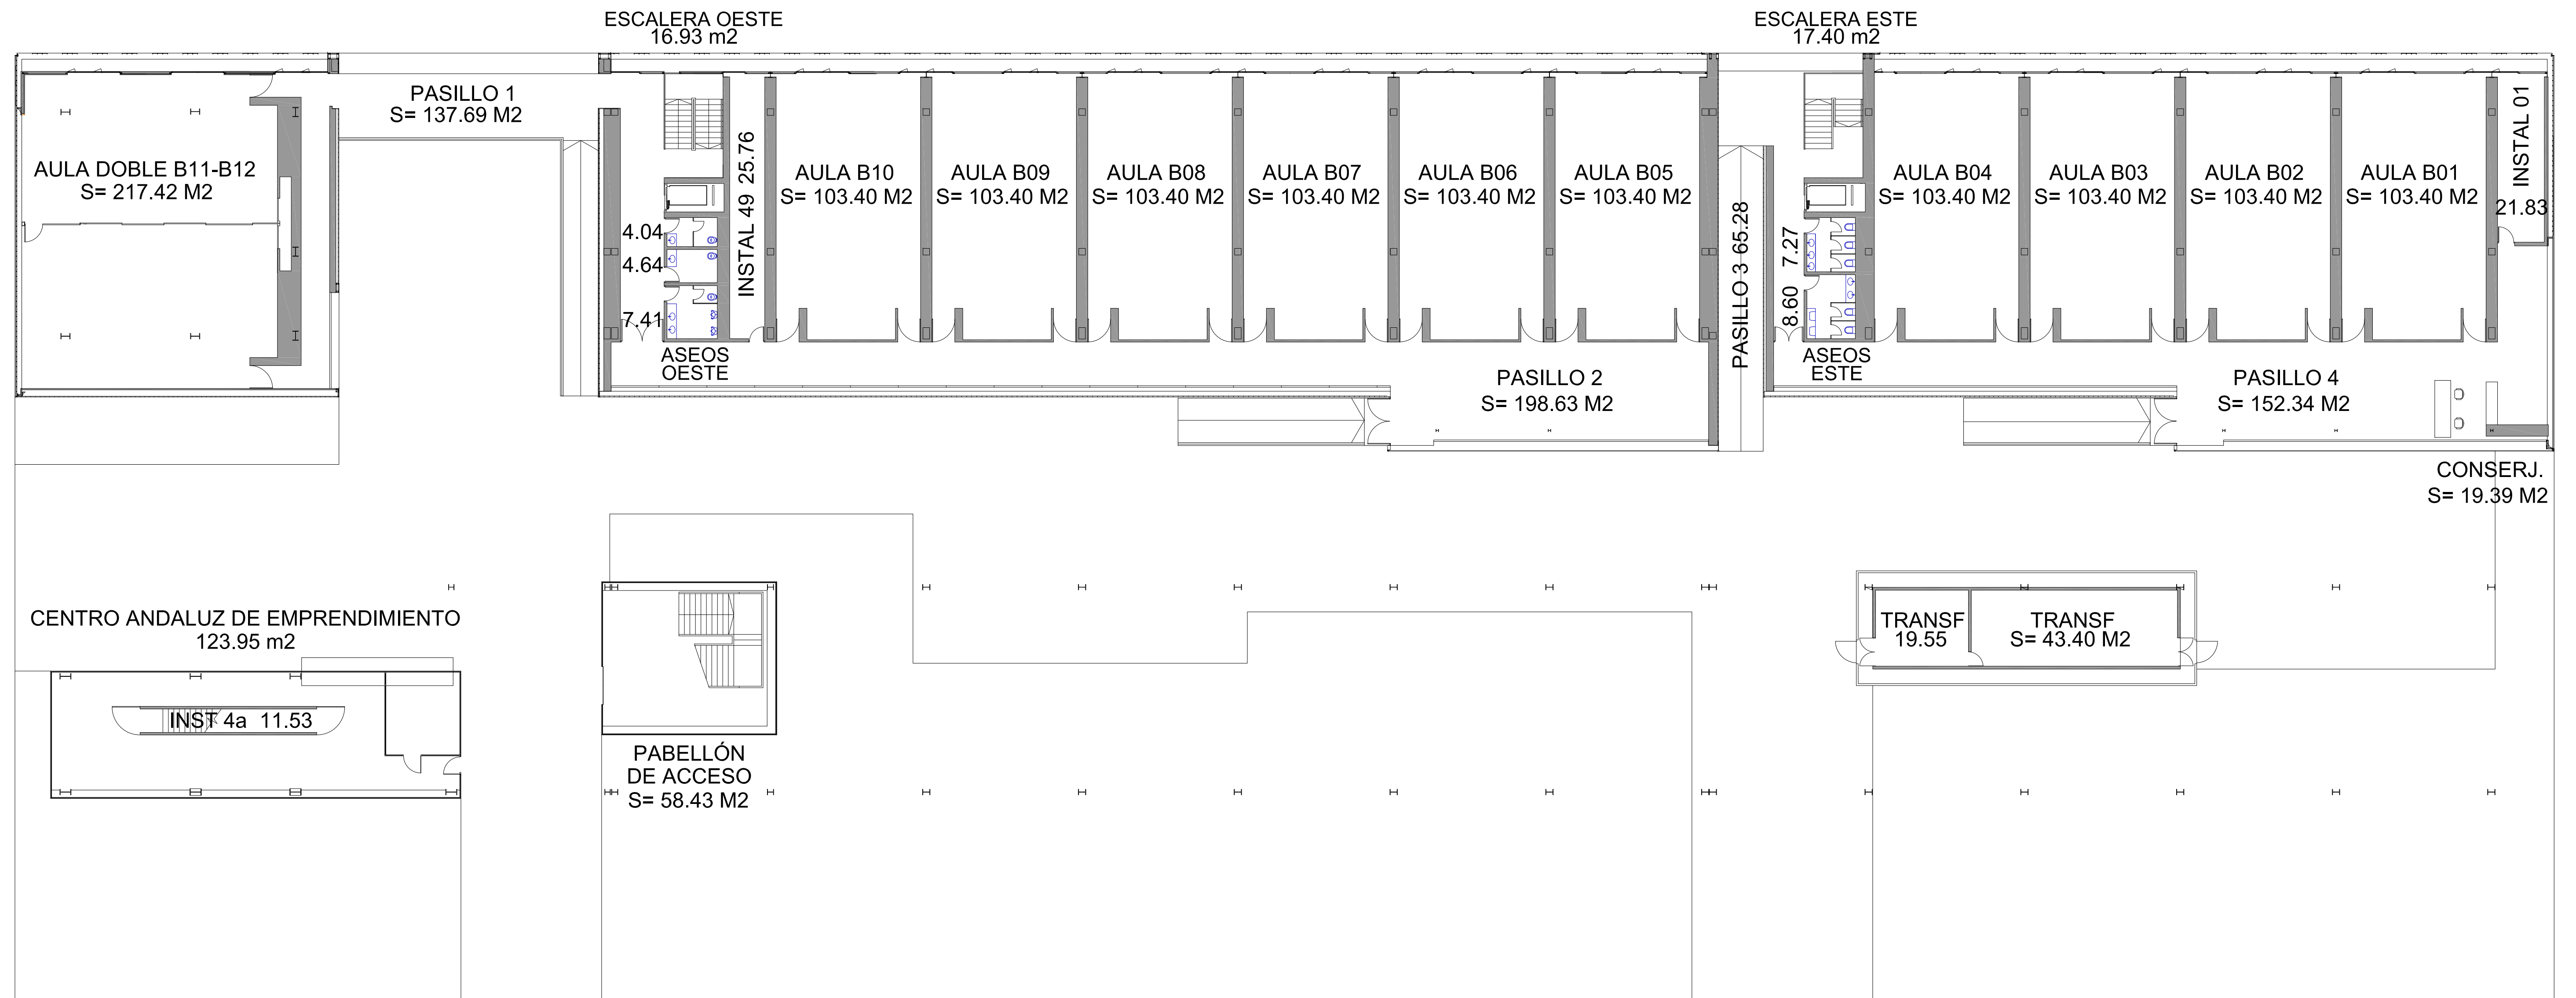 ESCALERA OESTE
16.93 m2
ESCALERA ESTE
17.40 m2
PASILLO 1
S= 137.69 M2
AULA DOBLE B11-B12
S= 217.42 M2
4.04
4.64
7.41
ASEOS
OESTE
INSTAL 49 25.76
AULA B10
S= 103.40 M2
AULA B09
S= 103.40 M2
AULA B08
S= 103.40 M2
AULA B07
S= 103.40 M2
AULA B06
S= 103.40 M2
AULA B05
S= 103.40 M2
PASILLO 2
S= 198.63 M2
PASILLO 3 65.28
7.27
8.60
ASEOS
ESTE
AULA B04
S= 103.40 M2
AULA B03
S= 103.40 M2
AULA B02
S= 103.40 M2
AULA B01
S= 103.40 M2
INSTAL 01
21.83
PASILLO 4
S= 152.34 M2
CONSERJ.
S= 19.39 M2
CENTRO ANDALUZ DE EMPRENDIMIENTO
123.95 m2
INST 4a 11.53
PABELLÓN
DE ACCESO
S= 58.43 M2
TRANSF
19.55
TRANSF
S= 43.40 M2